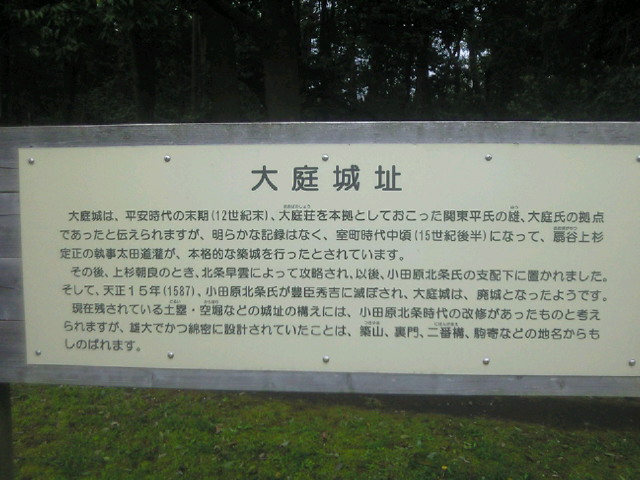 大庭城址
大庭城は、平安時代の末期(12世紀末)、大庭荘を本拠としておこった関東平氏の雄、大庭氏の拠点
であったと伝えられますが、明らかな記録はなく、室町時代中頃(15世紀後半)になって、扇谷上杉
定正の執事太田道灌が、本格的な築城を行ったとされています。
その後、上杉朝良のとき、北条早雲によって攻略され、以後、小田原北条氏の支配下に置かれました。
そして、天正15年(1587)、小田原北条氏が豊臣秀吉に滅ぼされ、大庭城は、廃城となったようです。
現在残されている土塁・空堀などの城址の構えには、小田原北条時代の改修があったものと考え
られますが、雄大でかつ綿密に設計されていたことは、築山、裏門、二番構、駒寄などの地名からも
しのばれます。